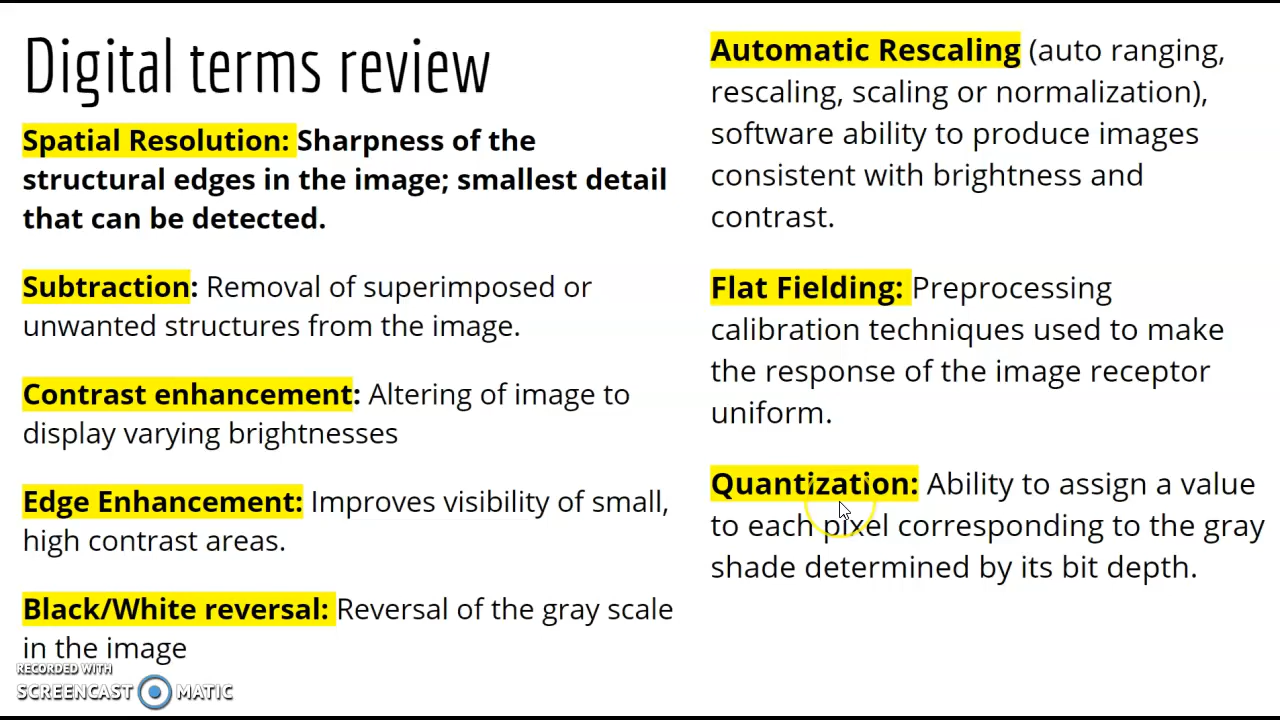 Digital terms review
Spatial Resolution: Sharpness of the
structural edges in the image; smallest detail
that can be detected.
Subtraction: Removal of superimposed or
unwanted structures from the image.
Contrast enhancement: Altering of image to
display varying brightnesses
Edge Enhancement: Improves visibility of small,
high contrast areas.
Black/White reversal: Reversal of the gray scale
in the image
RECORDED WITH
SCREENCAST MATIC
Automatic Rescaling (auto ranging,
rescaling, scaling or normalization),
software ability to produce images
consistent with brightness and
contrast.
Flat Fielding: Preprocessing
calibration techniques used to make
the response of the image receptor
uniform.
Quantization: Ability to assign a value
to each pixel corresponding to the gray
shade determined by its bit depth.